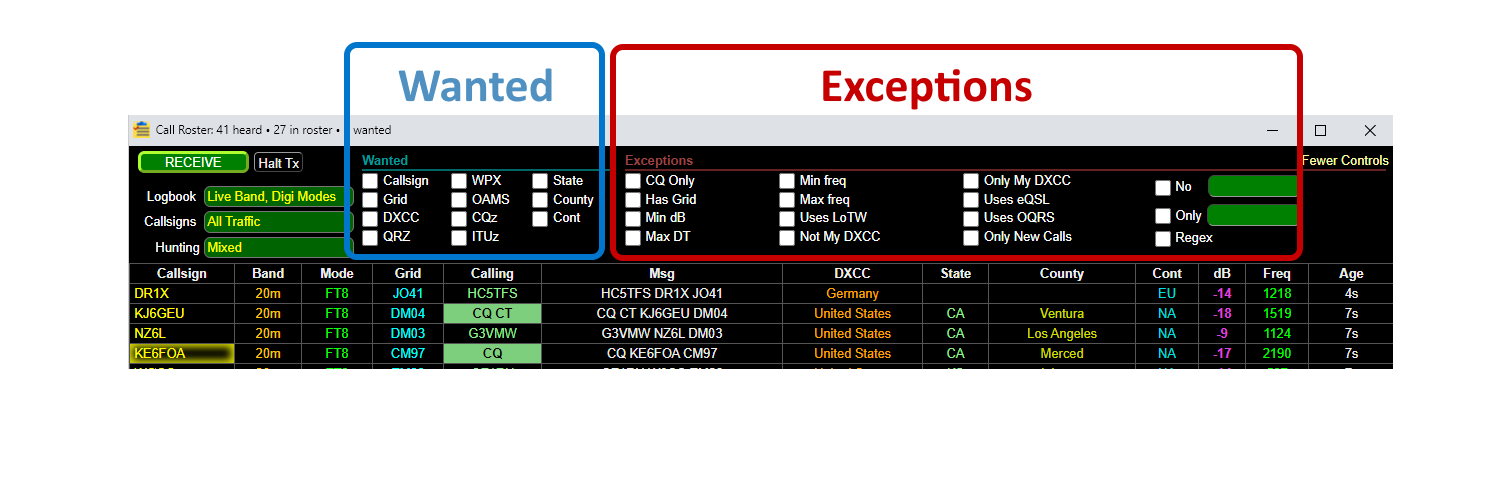 Wanted
Exceptions
Call Roster: 41 heard • 27 in roster • wanted
RECEIVE Halt Tx
Wanted
Exceptions
Fewer Controls
Logbook Live Band, Digi Modes
Callsigns All Traffic
Hunting Mixed
Callsign WPX State
Grid OAMS County
DXCC CQz Cont
QRZ ITUz
CQ Only Min freq Only My DXCC No
Has Grid Max freq Uses eQSL
Min dB Uses LoTW Uses OQRS Only
Max DT Not My DXCC Only New Calls Regex
Callsign Band Mode Grid Calling Msg DXCC State County Cont dB Freq Age
DR1X 20m FT8 JO41 HC5TFS HC5TFS DR1X JO41 Germany EU -14 1218 4s
KJ6GEU 20m FT8 DM04 CQ CT CQ CT KJ6GEU DM04 United States CA Ventura NA -18 1519 7s
NZ6L 20m FT8 DM03 G3VMW G3VMW NZ6L DM03 United States CA Los Angeles NA -9 1124 7s
KE6FOA 20m FT8 CM97 CQ CQ KE6FOA CM97 United States CA Merced NA -17 2190 7s